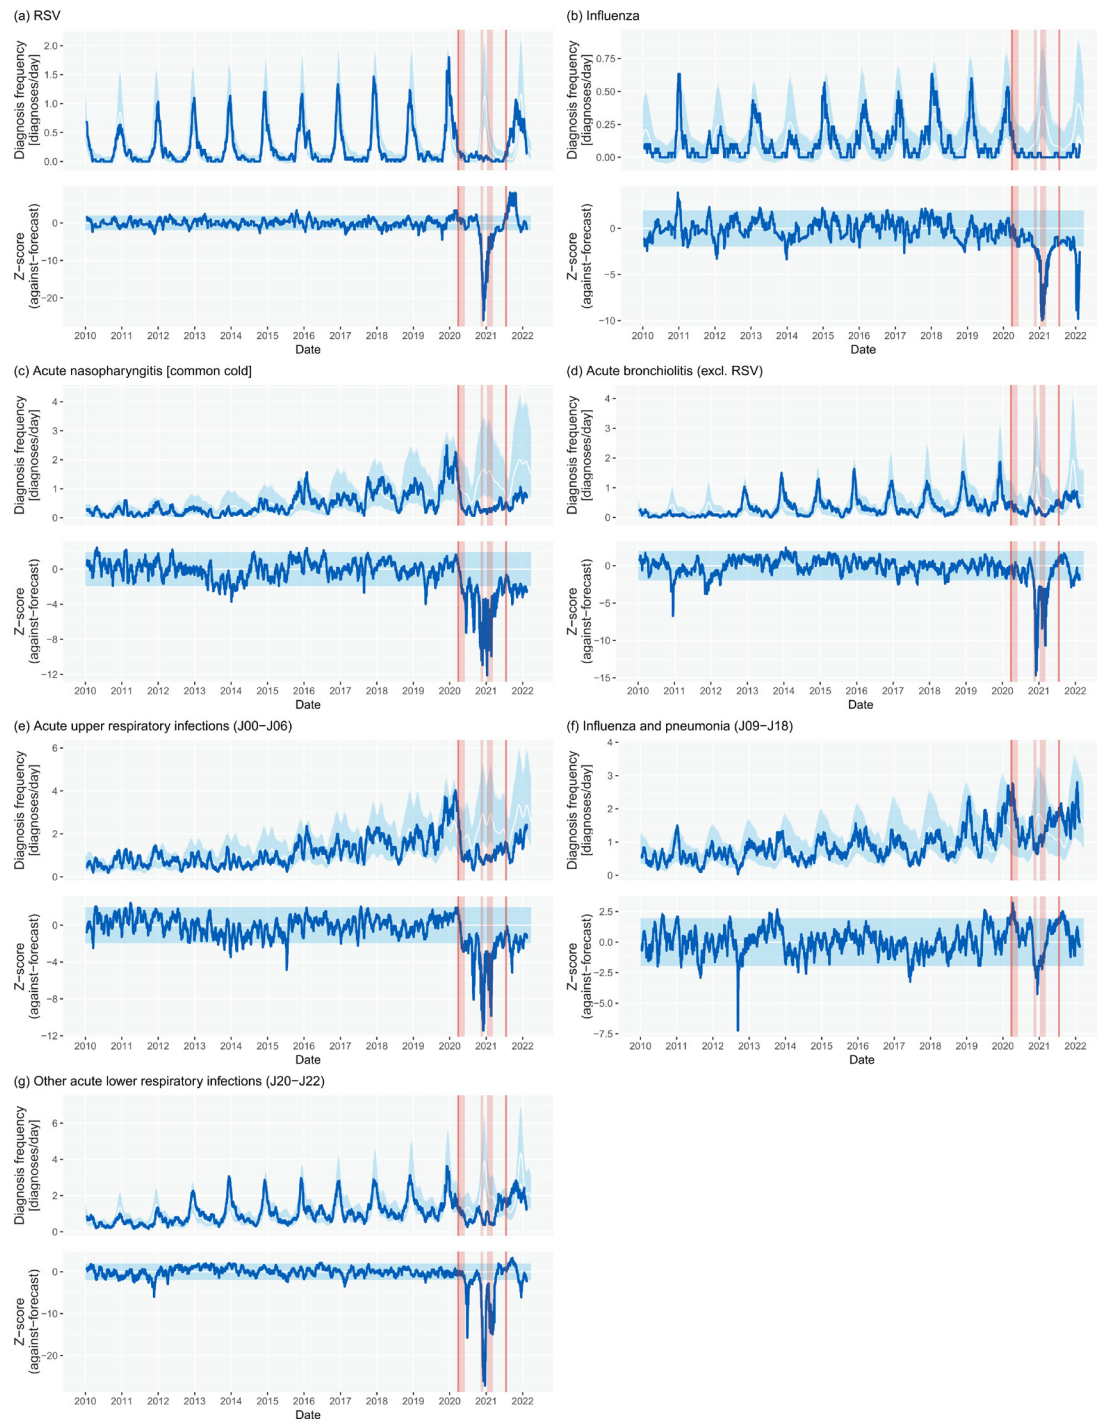 (a) RSV
Diagnosis frequency
[diagnoses/day]
2.0
1.5
1.0
0.5
0.0
Z−score
(against−forecast)
0
−10
−20
2010 2011 2012 2013 2014 2015 2016 2017 2018 2019 2020 2021 2022
Date
(b) Influenza
Diagnosis frequency
[diagnoses/day]
0.75
0.50
0.25
0.00
Z−score
(against−forecast)
0
−5
−10
2010 2011 2012 2013 2014 2015 2016 2017 2018 2019 2020 2021 2022
Date
(c) Acute nasopharyngitis [common cold]
Diagnosis frequency
[diagnoses/day]
4
3
2
1
0
Z−score
(against−forecast)
0
−4
−8
−12
2010 2011 2012 2013 2014 2015 2016 2017 2018 2019 2020 2021 2022
Date
(d) Acute bronchiolitis (excl. RSV)
Diagnosis frequency
[diagnoses/day]
4
3
2
1
0
Z−score
(against−forecast)
0
−5
−10
−15
2010 2011 2012 2013 2014 2015 2016 2017 2018 2019 2020 2021 2022
Date
(e) Acute upper respiratory infections (J00−J06)
Diagnosis frequency
[diagnoses/day]
6
4
2
0
Z−score
(against−forecast)
0
−4
−8
−12
2010 2011 2012 2013 2014 2015 2016 2017 2018 2019 2020 2021 2022
Date
(f) Influenza and pneumonia (J09−J18)
Diagnosis frequency
[diagnoses/day]
4
3
2
1
0
Z−score
(against−forecast)
2.5
0.0
−2.5
−5.0
−7.5
2010 2011 2012 2013 2014 2015 2016 2017 2018 2019 2020 2021 2022
Date
(g) Other acute lower respiratory infections (J20−J22)
Diagnosis frequency
[diagnoses/day]
6
4
2
0
Z−score
(against−forecast)
0
−10
−20
2010 2011 2012 2013 2014 2015 2016 2017 2018 2019 2020 2021 2022
Date